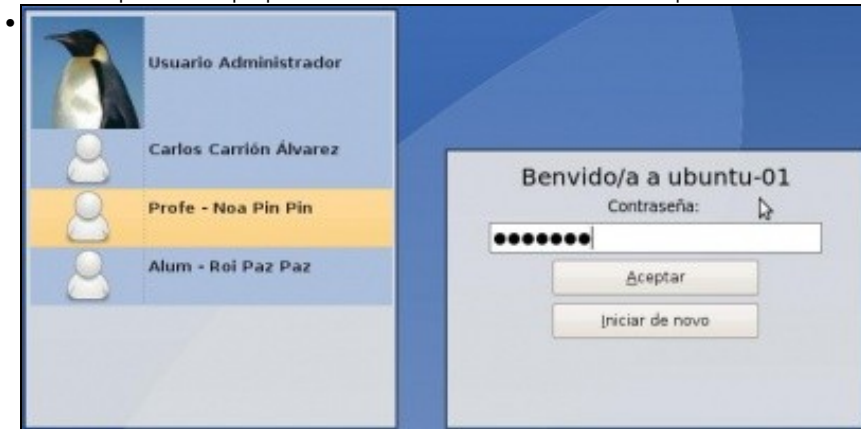 Usuario Administrador
Carlos Carrión Álvarez
Profe - Noa Pin Pin
Alum - Roi Paz Paz
Benvido/a a ubuntu-01
Contraseña:
Aceptar
Iniciar de novo